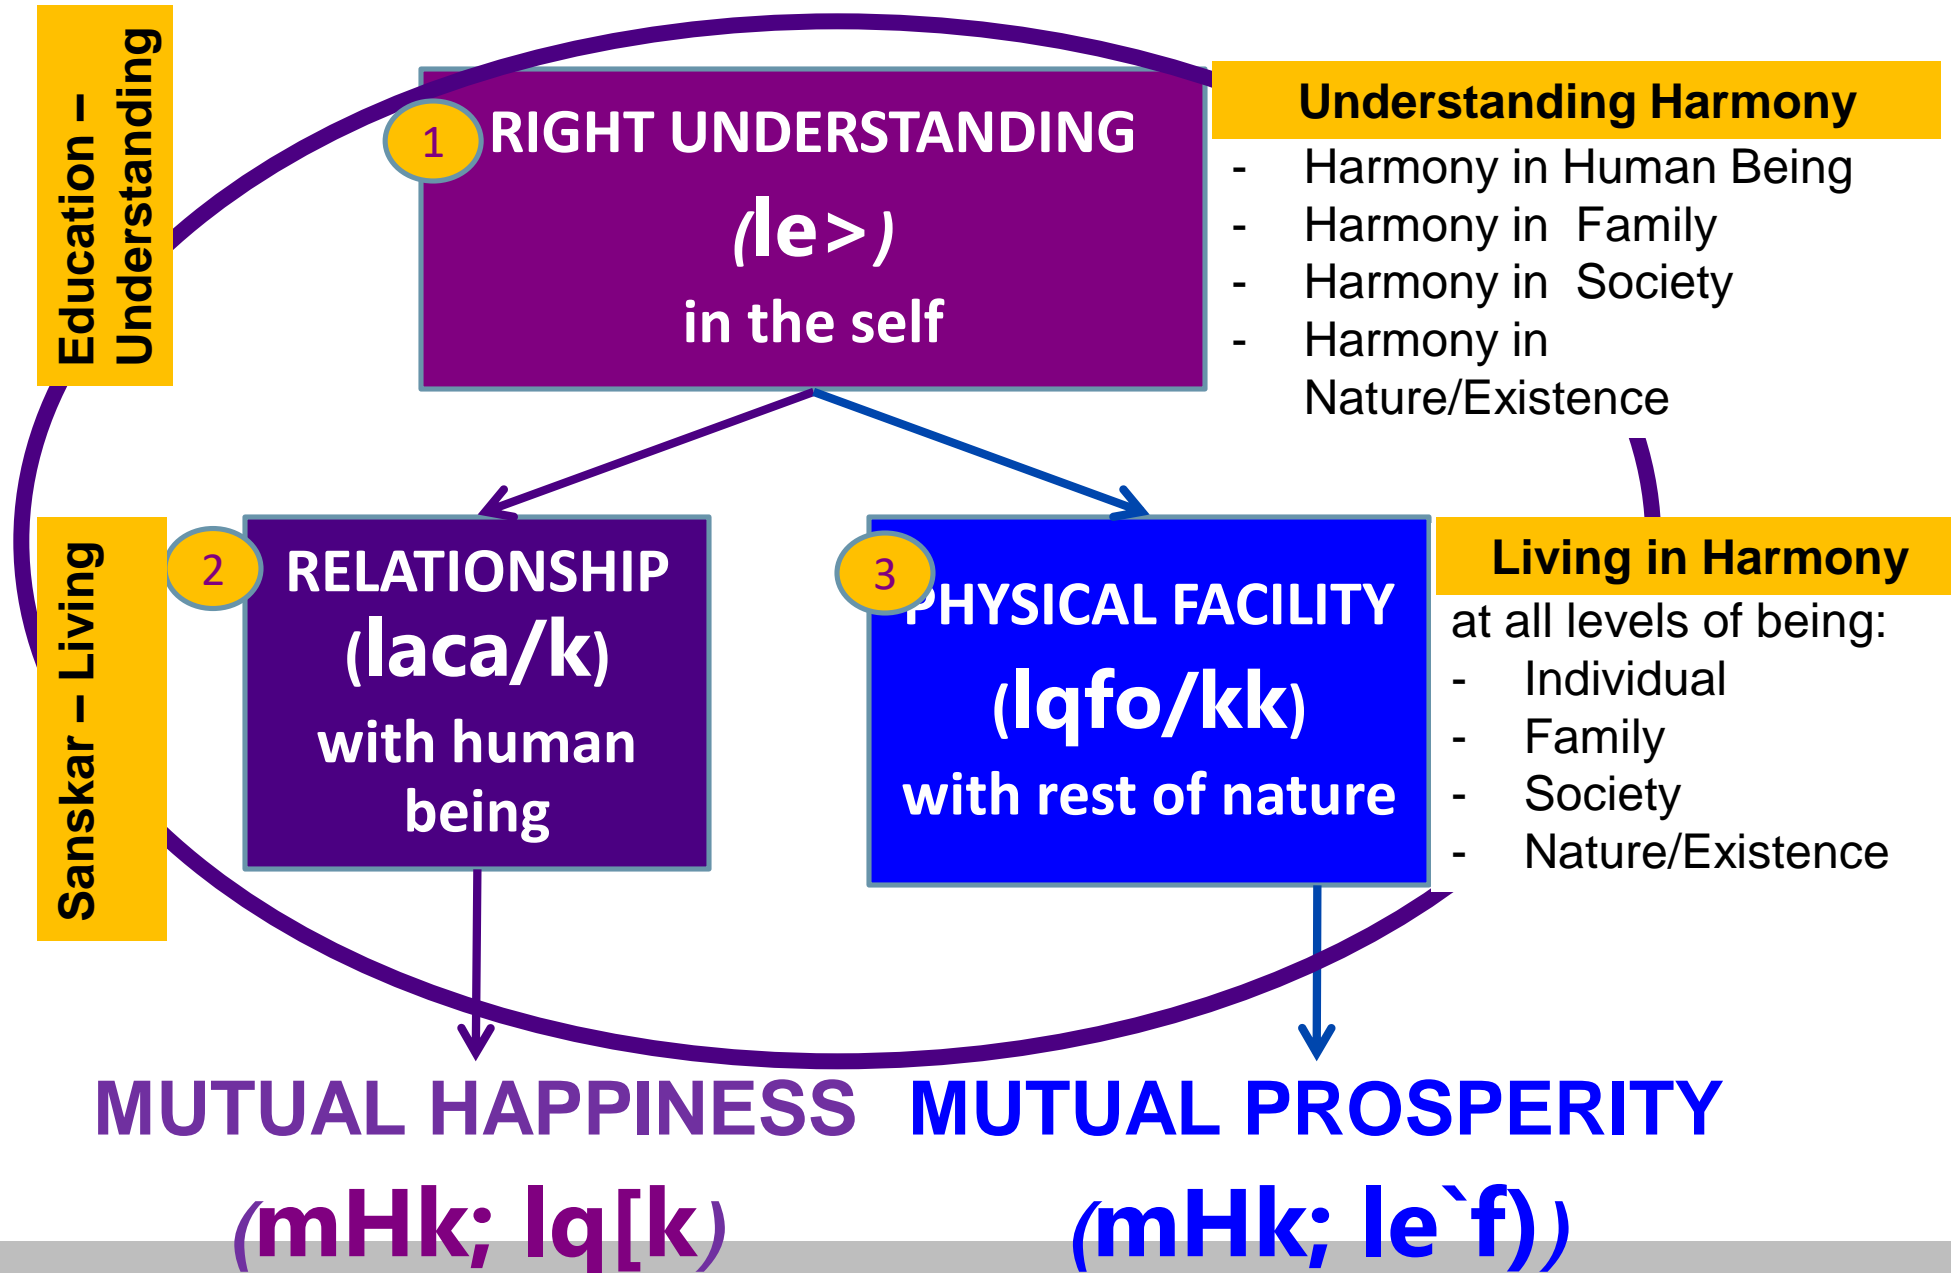 Education –
Understanding
1
RIGHT UNDERSTANDING
(le>)
in the self
Understanding Harmony
- Harmony in Human Being
- Harmony in Family
- Harmony in Society
- Harmony in
Nature/Existence
Sanskar – Living
2
RELATIONSHIP
(laca/k)
with human
being
3
PHYSICAL FACILITY
(lqfo/kk)
with rest of nature
Living in Harmony
at all levels of being:
- Individual
- Family
- Society
- Nature/Existence
MUTUAL HAPPINESS
(mHk; lq[k)
MUTUAL PROSPERITY
(mHk; le`f))